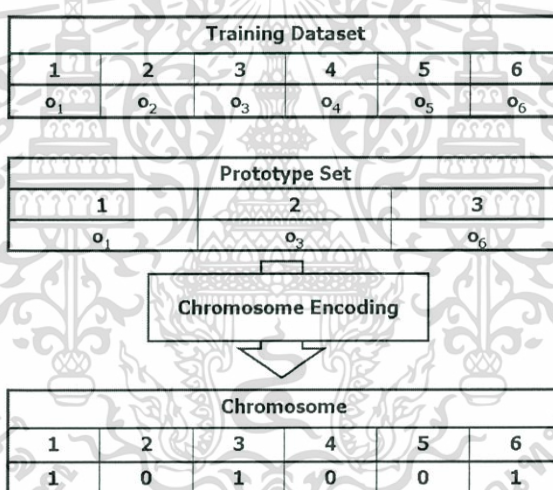 Training Dataset
1 2 3 4 5 6
o₁ o₂ o₃ o₄ o₅ o₆
Prototype Set
1 2 3
o₁ o₃ o₆
Chromosome Encoding
Chromosome
1 2 3 4 5 6
1 0 1 0 0 1